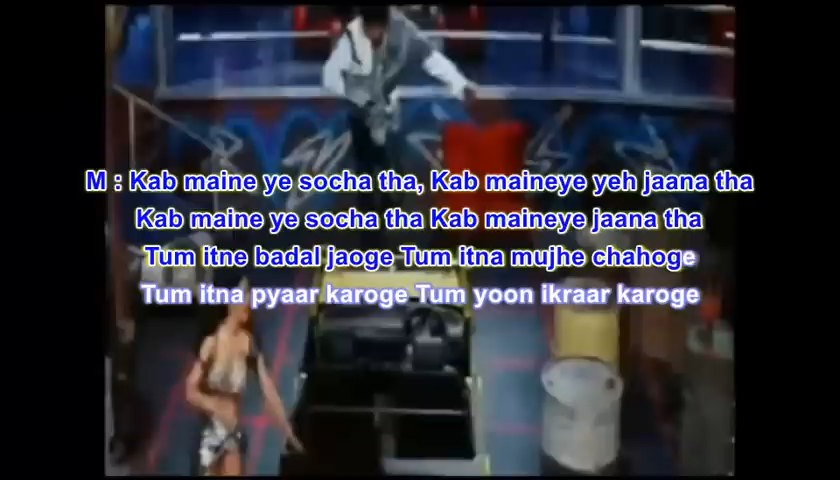 M : Kab maine ye socha tha, Kab maineye yeh jaana tha
Kab maine ye socha tha Kab maineye jaana tha
Tum itne badal jaoge Tum itna mujhe chahoge
Tum itna pyaar karoge Tum yoon ikraar karoge